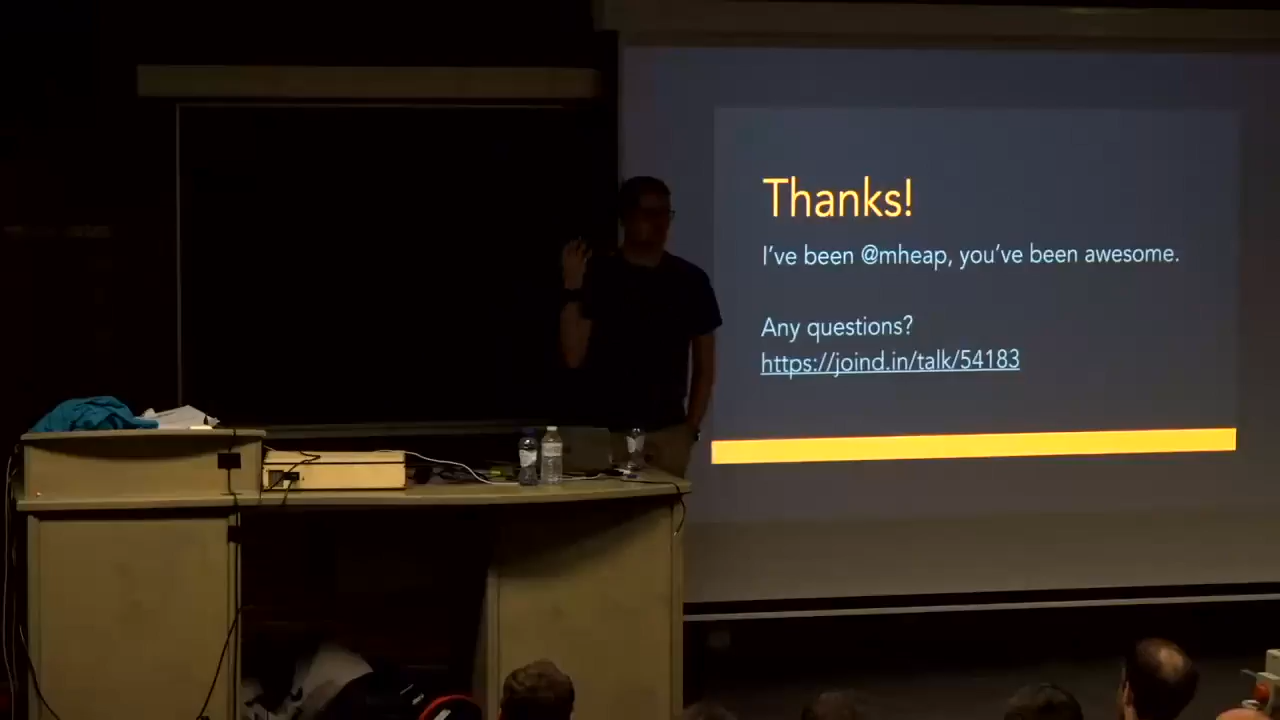 Thanks!
I've been @mheap, you've been awesome.
Any questions?
https://joind.in/talk/54183